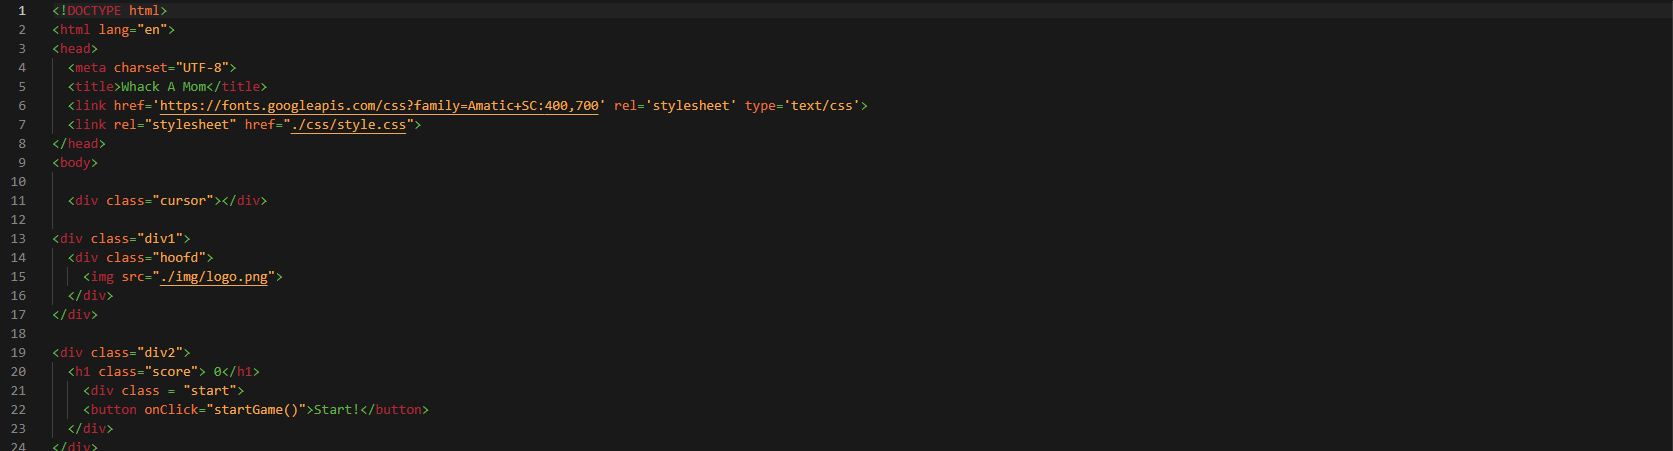 1 <!DOCTYPE html>
2 <html lang="en">
3 <head>
4   <meta charset="UTF-8">
5   <title>Whack A Mom</title>
6   <link href='https://fonts.googleapis.com/css?family=Amatic+SC:400,700' rel='stylesheet' type='text/css'>
7   <link rel="stylesheet" href="./css/style.css">
8 </head>
9 <body>
10
11   <div class="cursor"></div>
12
13 <div class="div1">
14   <div class="hoofd">
15     <img src="./img/logo.png">
16   </div>
17 </div>
18
19 <div class="div2">
20   <h1 class="score"> 0</h1>
21     <div class = "start">
22     <button onClick="startGame()">Start!</button>
23   </div>
24 </div>